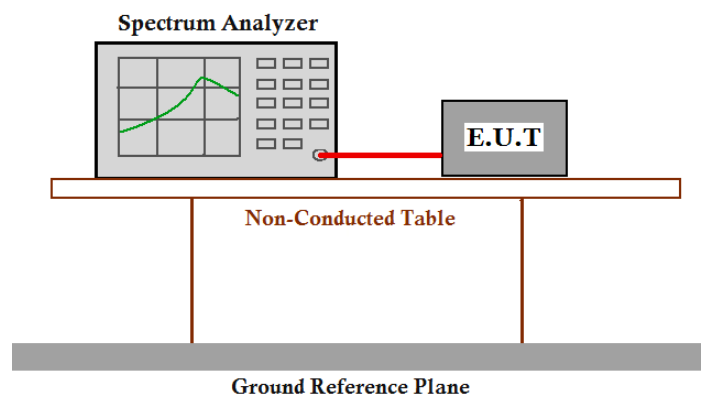 Spectrum Analyzer
E.U.T
Non-Conducted Table
Ground Reference Plane